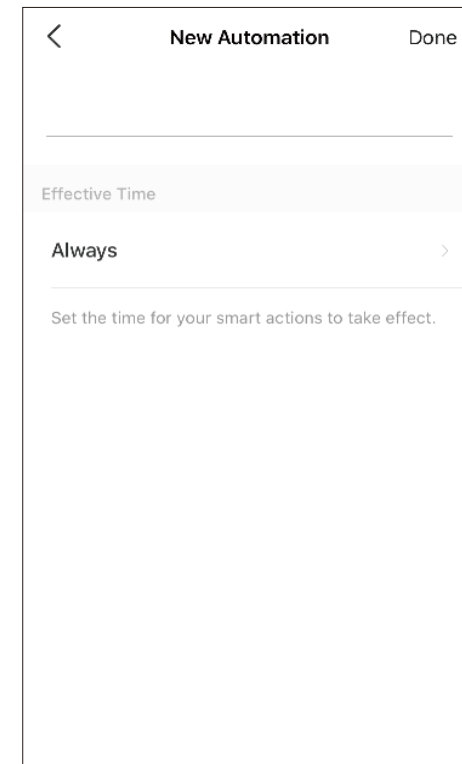 New Automation Done
Effective Time
Always
Set the time for your smart actions to take effect.